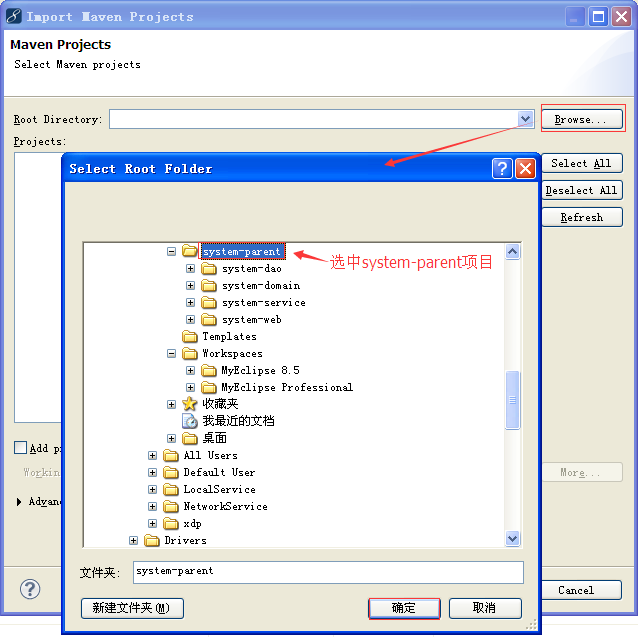 Import Maven Projects
Maven Projects
Select Maven projects
Root Directory:
Browse...
Projects:
Select All
Deselect All
Refresh
Select Root Folder
system-parent
选中system-parent项目
system-dao
system-domain
system-service
system-web
Templates
Workspaces
MyEclipse 8.5
MyEclipse Professional
收藏夹
我最近的文档
桌面
All Users
Default User
LocalService
NetworkService
xdp
Drivers
文件夹:
system-parent
新建文件夹(M)
确定
取消
Add p
Workin
More...
Advan
Cancel